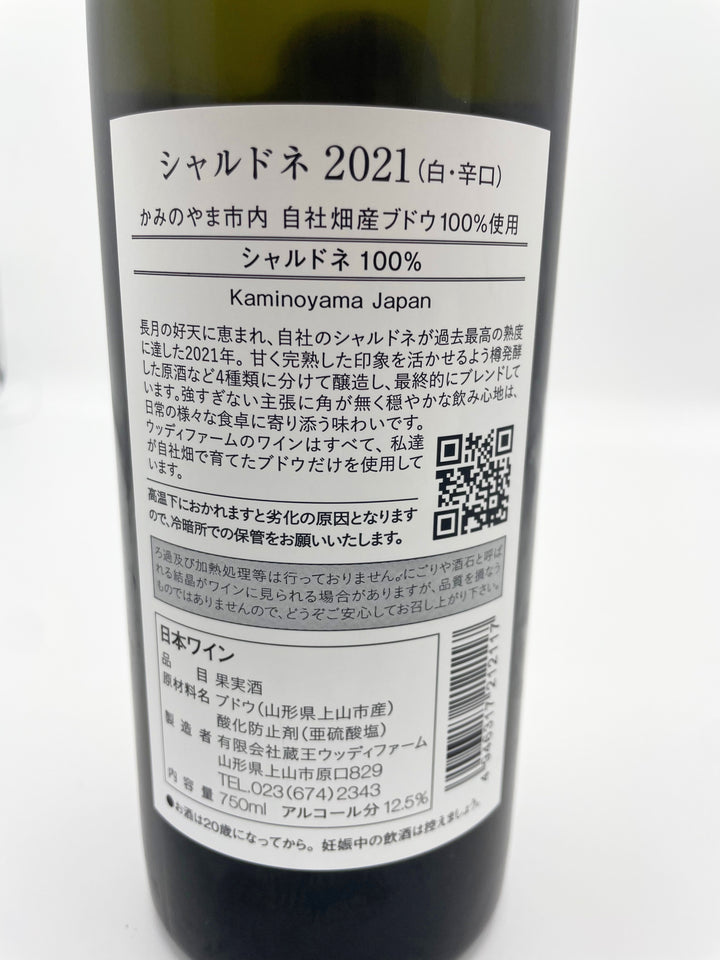 シャルドネ 2021(白・辛口)
かみのやま市内 自社畑産ブドウ100%使用
シャルドネ 100%
Kaminoyama Japan
長月の好天に恵まれ、自社のシャルドネが過去最高の熟度
に達した2021年。甘く完熟した印象を活かせるよう樽発酵
した原酒など4種類に分けて醸造し、最終的にブレンドして
います。強すぎない主張に角が無く穏やかな飲み心地は、
日常の様々な食卓に寄り添う味わいです。
ウッディファームのワインはすべて、私達
が自社畑で育てたブドウだけを使用して
います。
高温下におかれますと劣化の原因となります
ので、冷暗所での保管をお願いいたします。
ろ過及び加熱処理等は行っておりません。にごりや酒石と呼ば
れる結晶がワインに見られる場合がありますが、品質を損なう
ものではありませんので、どうぞご安心してお召し上がり下さい。
日本ワイン
品目 果実酒
原材料名 ブドウ(山形県上山市産)
酸化防止剤(亜硫酸塩)
製造者 有限会社蔵王ウッディファーム
山形県上山市原口829
TEL.023(674)2343
内容量 750ml アルコール分 12.5%
●お酒は20歳になってから。妊娠中の飲酒は控えましょう。
4 946917 212117